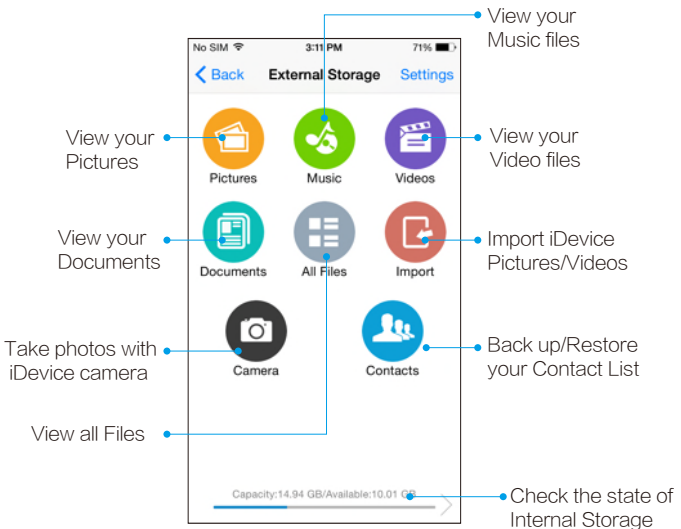 View your
Music files
No SIM 3:11 PM 71%
Back External Storage Settings
View your
Pictures
View your
Video files
Pictures Music Videos
View your
Documents
Import iDevice
Pictures/Videos
Documents All Files Import
Take photos with
iDevice camera
Back up/Restore
your Contact List
Camera Contacts
View all Files
Capacity:14.94 GB/Available:10.01 GB
Check the state of
Internal Storage